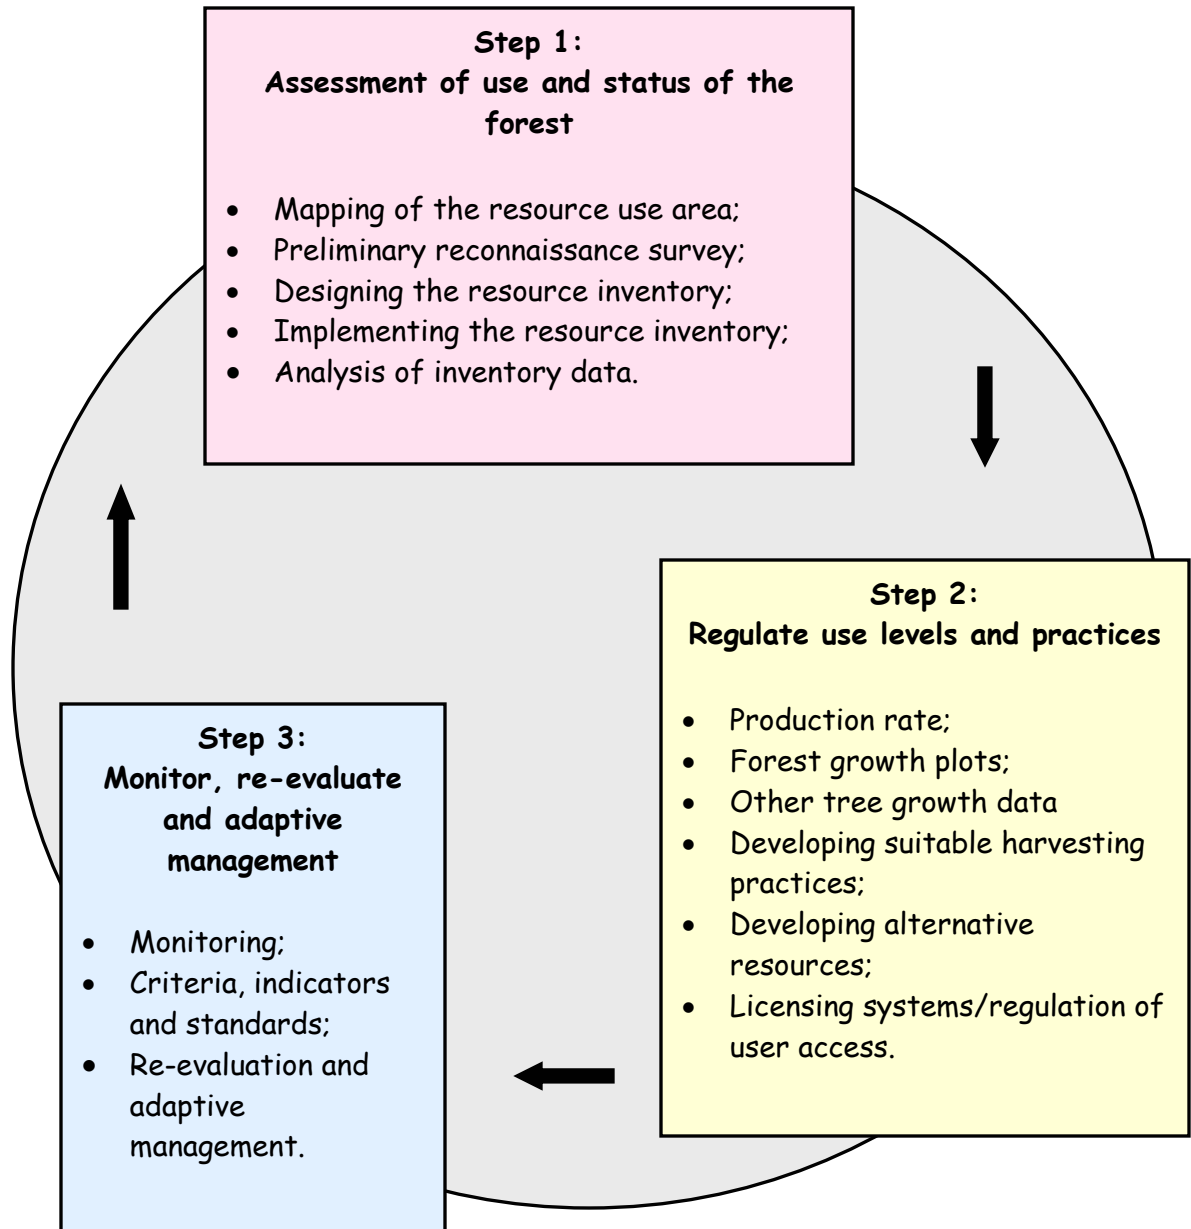 Step 1:
Assessment of use and status of the
forest
• Mapping of the resource use area;
• Preliminary reconnaissance survey;
• Designing the resource inventory;
• Implementing the resource inventory;
• Analysis of inventory data.
Step 2:
Regulate use levels and practices
• Production rate;
• Forest growth plots;
• Other tree growth data
• Developing suitable harvesting
practices;
• Developing alternative
resources;
• Licensing systems/regulation of
user access.
Step 3:
Monitor, re-evaluate
and adaptive
management
• Monitoring;
• Criteria, indicators
and standards;
• Re-evaluation and
adaptive
management.